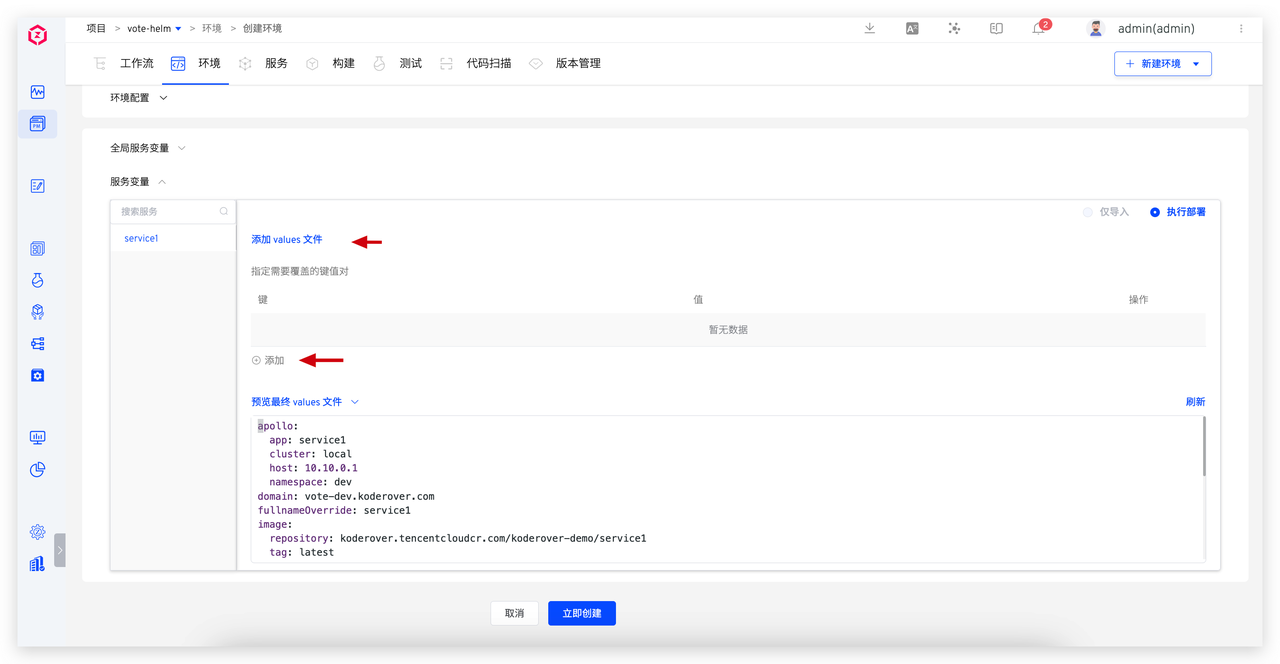 项目 > vote-helm > 环境 > 创建环境
2
admin(admin)
工作流 环境 服务 构建 测试 代码扫描 版本管理
新建环境
环境配置
全局服务变量
服务变量
搜索服务
service1
仅导入 执行部署
添加 values 文件
指定需要覆盖的键值对
键 值 操作
暂无数据
添加
预览最终 values 文件
刷新
apollo:
  app: service1
  cluster: local
  host: 10.10.0.1
  namespace: dev
domain: vote-dev.koderover.com
fullnameOverride: service1
image:
  repository: koderover.tencentcloudcr.com/koderover-demo/service1
  tag: latest
取消 立即创建